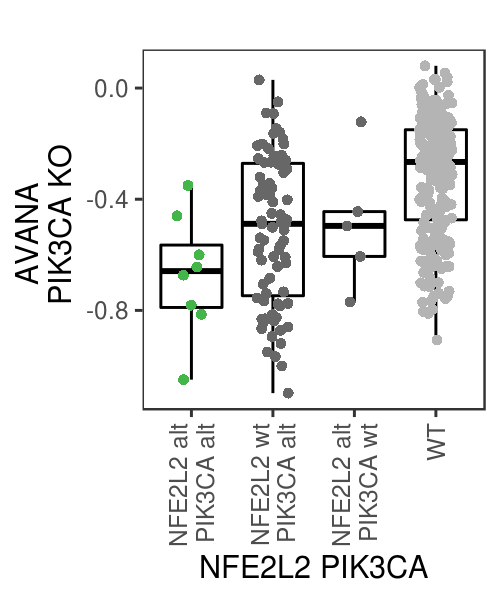 AVANA
PIK3CA KO
0.0
-0.4
-0.8
NFE2L2 alt
PIK3CA alt
NFE2L2 wt
PIK3CA alt
NFE2L2 alt
PIK3CA wt
WT
NFE2L2 PIK3CA